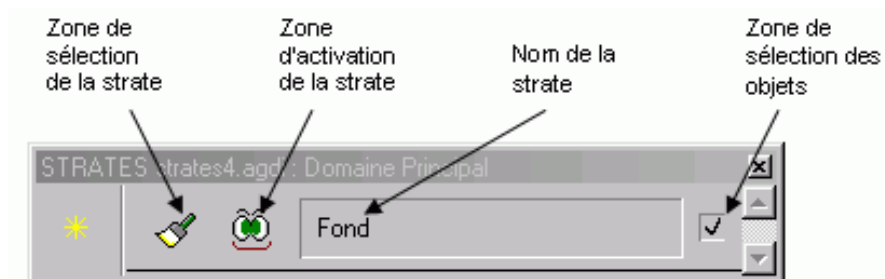 Zone de
sélection
de la strate
Zone
d'activation
de la strate
Nom de la
strate
Zone de
sélection des
objets
STRATES strates4.agd : Domaine Principal
Fond